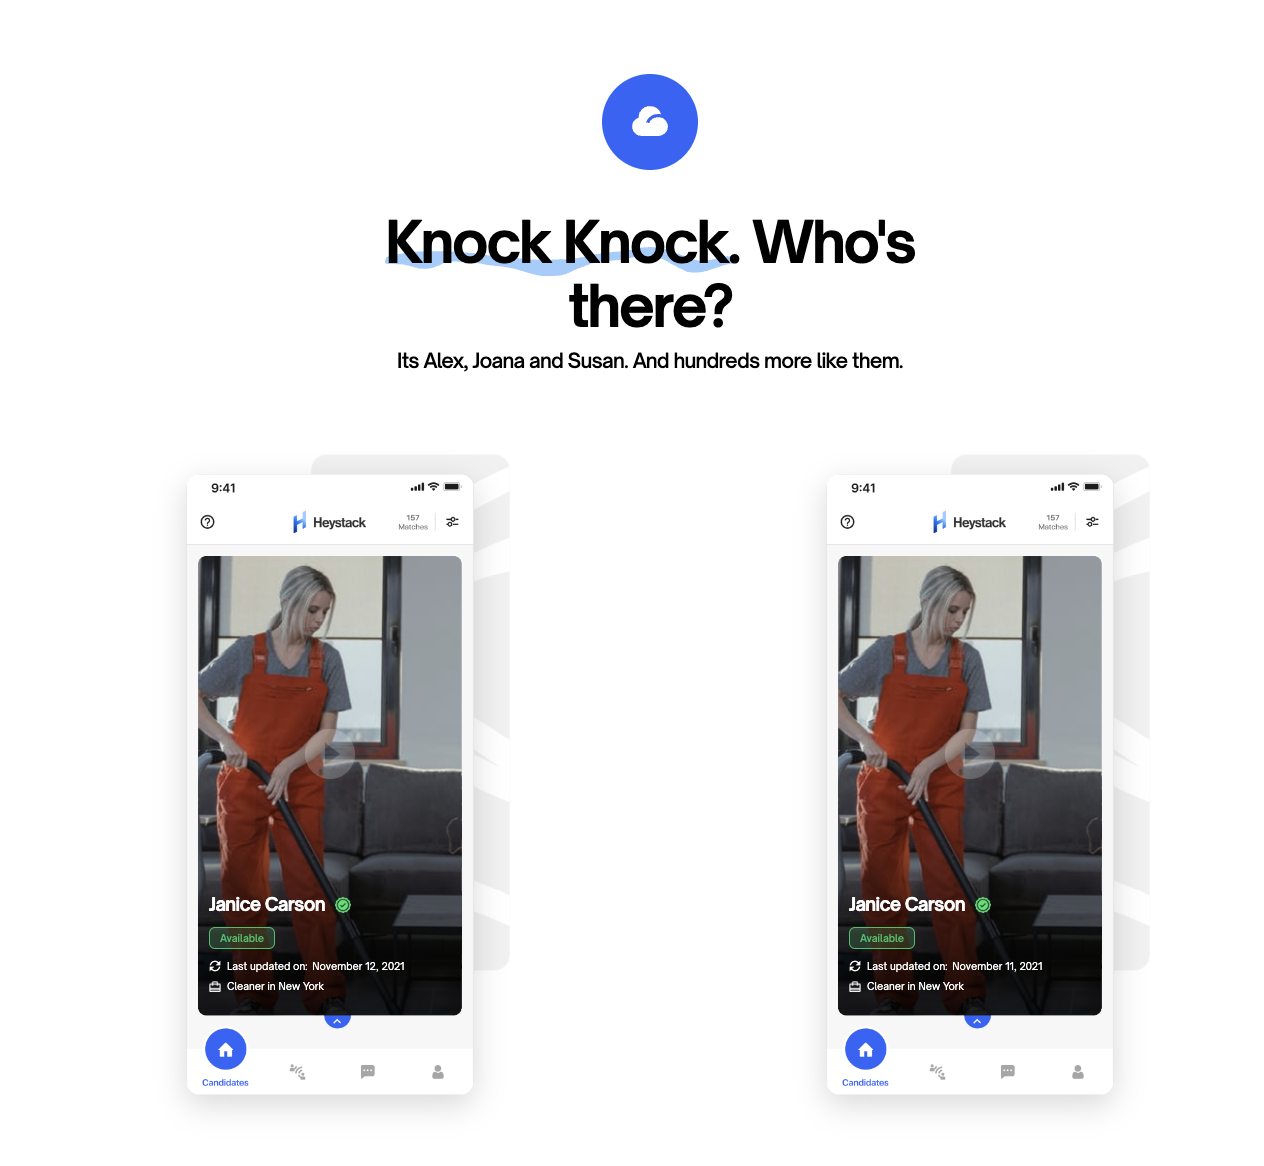 Knock Knock. Who's
there?
Its Alex, Joana and Susan. And hundreds more like them.
9:41
Heystack
157
Matches
Janice Carson
Available
Last updated on: November 12, 2021
Cleaner in New York
Candidates
9:41
Heystack
157
Matches
Janice Carson
Available
Last updated on: November 11, 2021
Cleaner in New York
Candidates